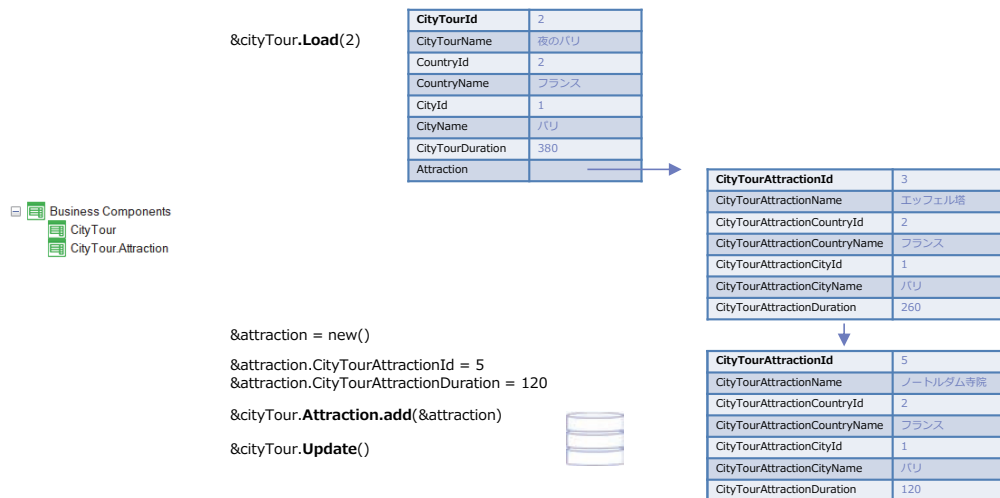 &cityTour.Load(2)
CityTourId 2
CityTourName 夜のパリ
CountryId 2
CountryName フランス
CityId 1
CityName パリ
CityTourDuration 380
Attraction
Business Components
CityTour
CityTour.Attraction
CityTourAttractionId 3
CityTourAttractionName エッフェル塔
CityTourAttractionCountryId 2
CityTourAttractionCountryName フランス
CityTourAttractionCityId 1
CityTourAttractionCityName パリ
CityTourAttractionDuration 260
&attraction = new()
&attraction.CityTourAttractionId = 5
&attraction.CityTourAttractionDuration = 120
&cityTour.Attraction.add(&attraction)
&cityTour.Update()
CityTourAttractionId 5
CityTourAttractionName ノートルダム寺院
CityTourAttractionCountryId 2
CityTourAttractionCountryName フランス
CityTourAttractionCityId 1
CityTourAttractionCityName パリ
CityTourAttractionDuration 120